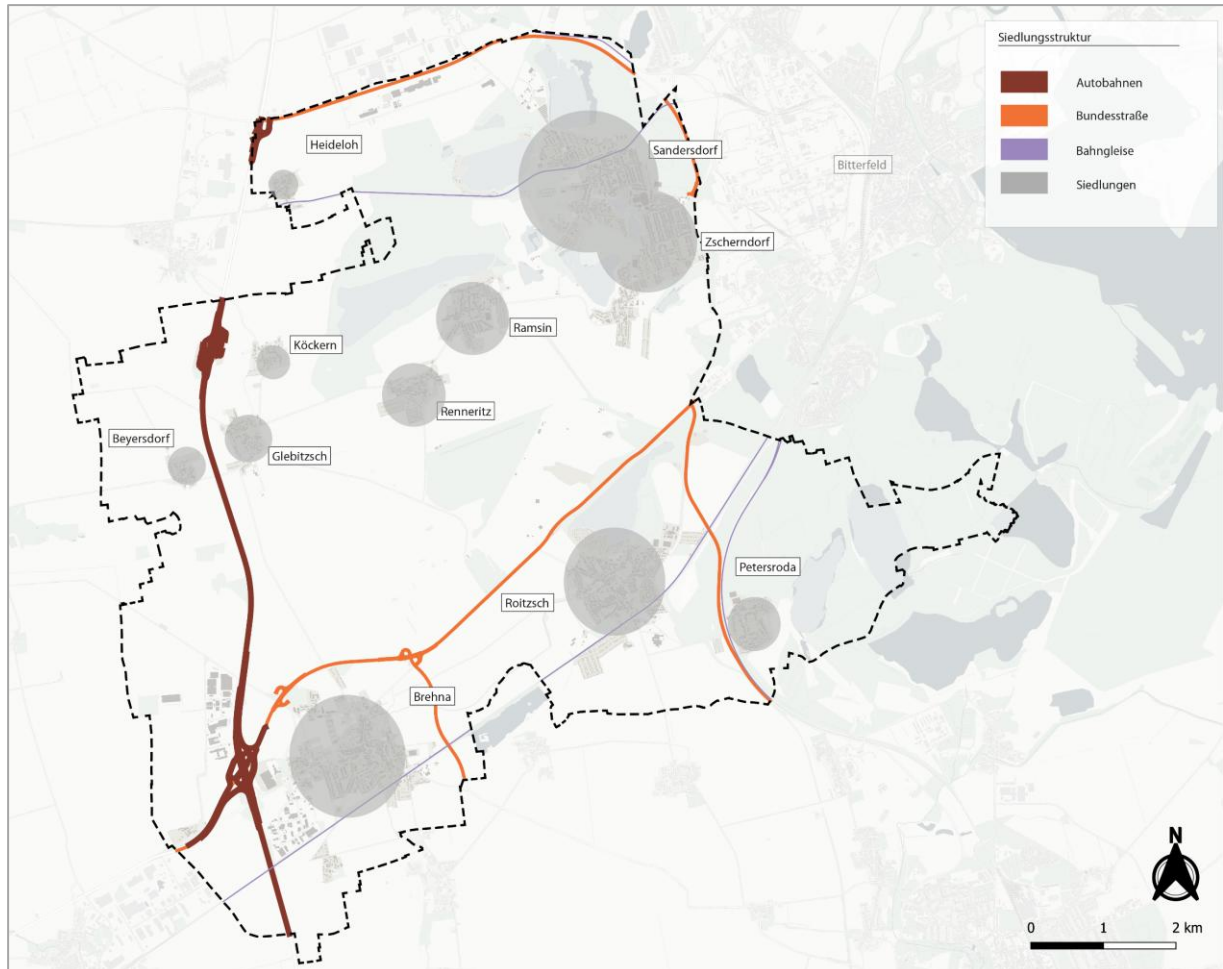 Siedlungsstruktur
Autobahnen
Bundesstraße
Bahngleise
Siedlungen
Heideloh
Sandersdorf
Bitterfeld
Zscherndorf
Ramsin
Köckern
Renneritz
Beyersdorf
Glebitzsch
Petersroda
Roitzsch
Brehna
N
0 1 2 km